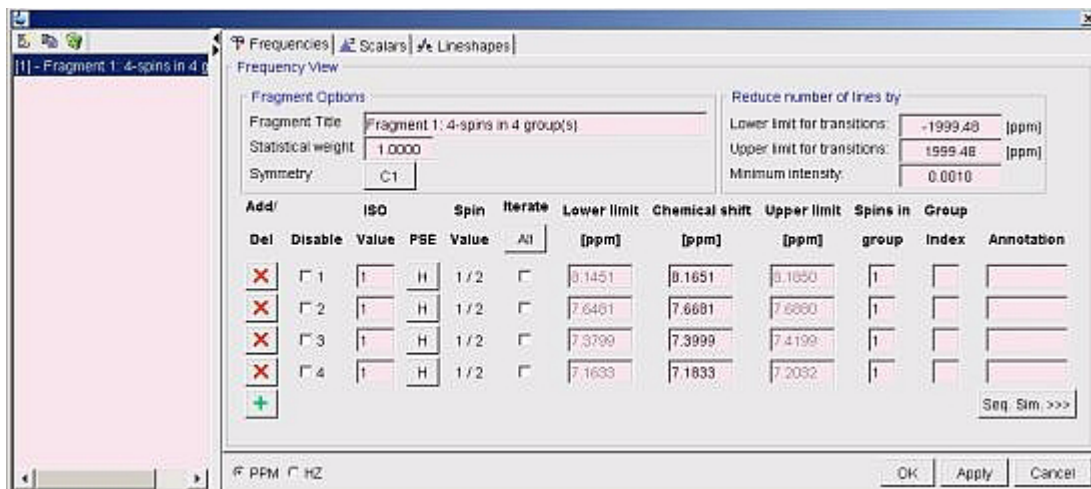 Frequencies Scalars Lineshapes
[1] - Fragment 1: 4-spins in 4 g
Frequency View
Fragment Options
Fragment Title Fragment 1: 4-spins in 4 group(s)
Statistical weight 1.0000
Symmetry C1
Reduce number of lines by
Lower limit for transitions: -1999.48 [ppm]
Upper limit for transitions: 1999.48 [ppm]
Minimum intensity: 0.0010
Add/ ISO Spin Iterate Lower limit Chemical shift Upper limit Spins in Group
Del Disable Value PSE Value All [ppm] [ppm] [ppm] group Index Annotation
1 1 H 1 / 2 8.1451 8.1651 8.1850 1
2 1 H 1 / 2 7.6481 7.6681 7.6880 1
3 1 H 1 / 2 7.3799 7.3999 7.4199 1
4 1 H 1 / 2 7.1633 7.1833 7.2032 1
Seq. Sim. >>>
PPM HZ OK Apply Cancel